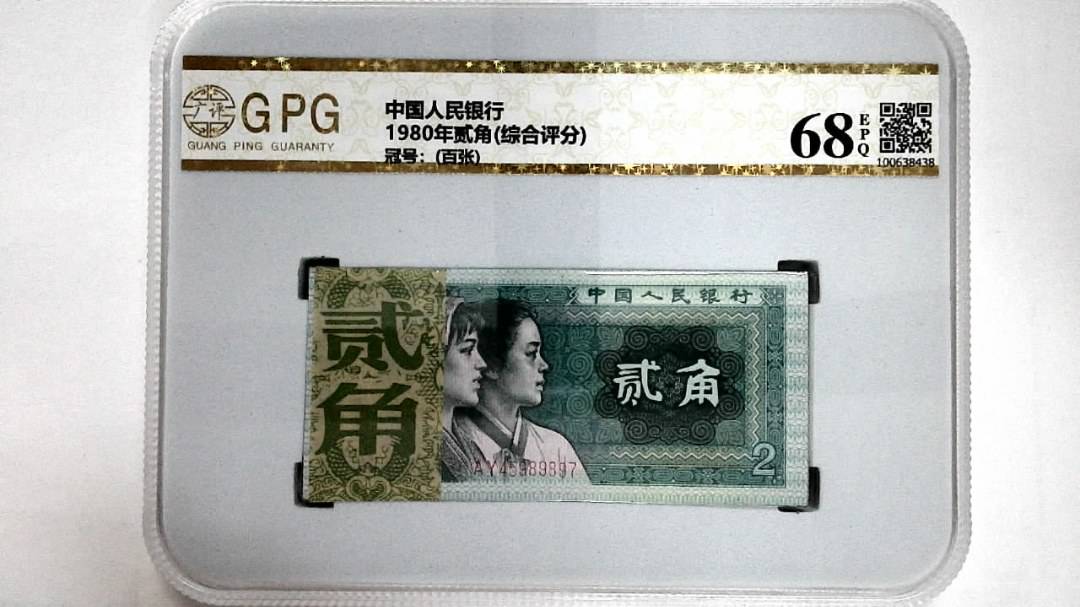 广评
GPG
GUANG PING GUARANTY
中国人民银行
1980年贰角(综合评分)
冠号：(百张)
68
EPQ
100638438
中国人民银行
贰角
贰角
2